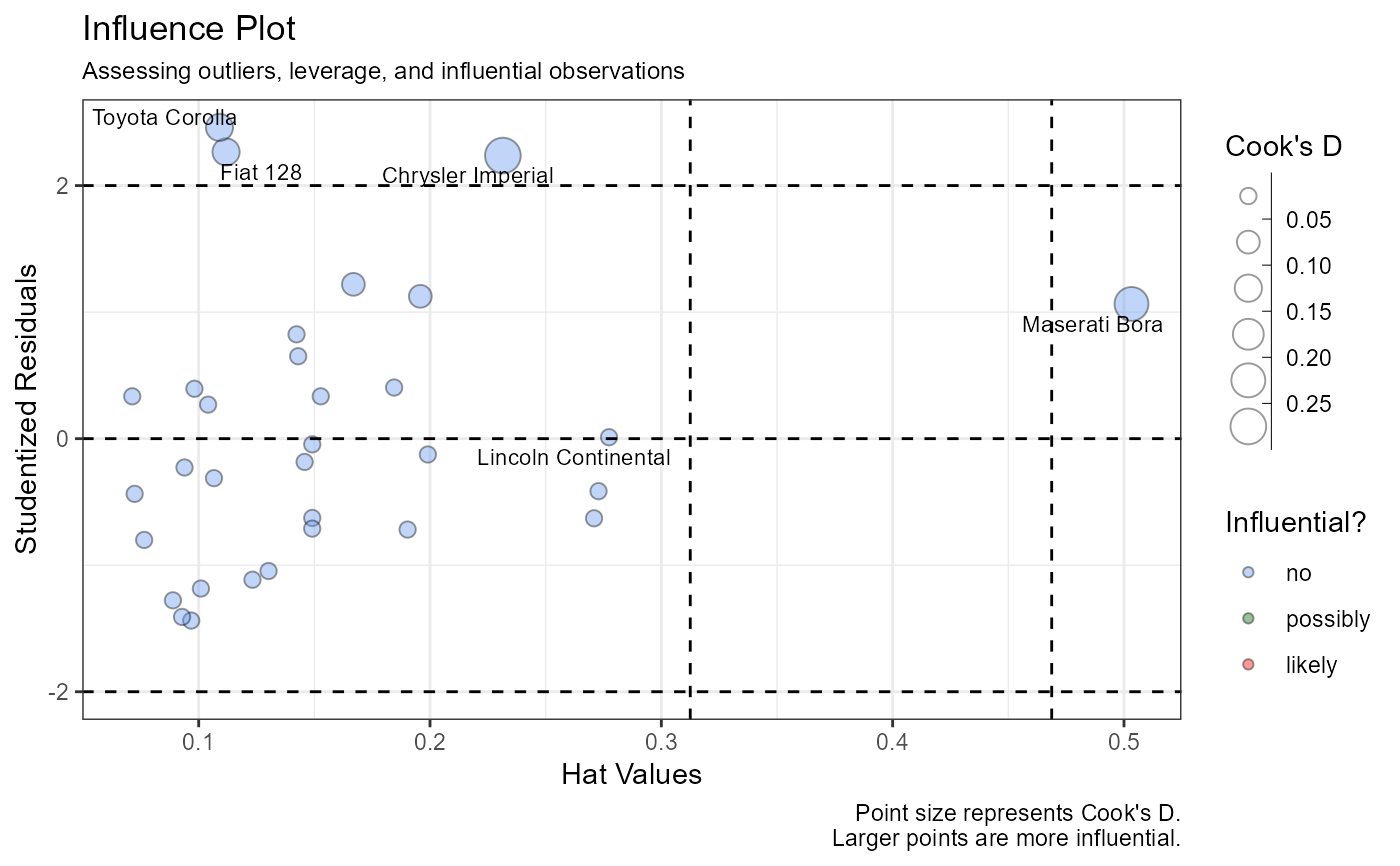 Influence Plot
Assessing outliers, leverage, and influential observations
Toyota Corolla
Fiat 128
Chrysler Imperial
Maserati Bora
Lincoln Continental
2
0
-2
Studentized Residuals
0.1
0.2
0.3
0.4
0.5
Hat Values
Cook's D
0.05
0.10
0.15
0.20
0.25
Influential?
no
possibly
likely
Point size represents Cook's D.
Larger points are more influential.